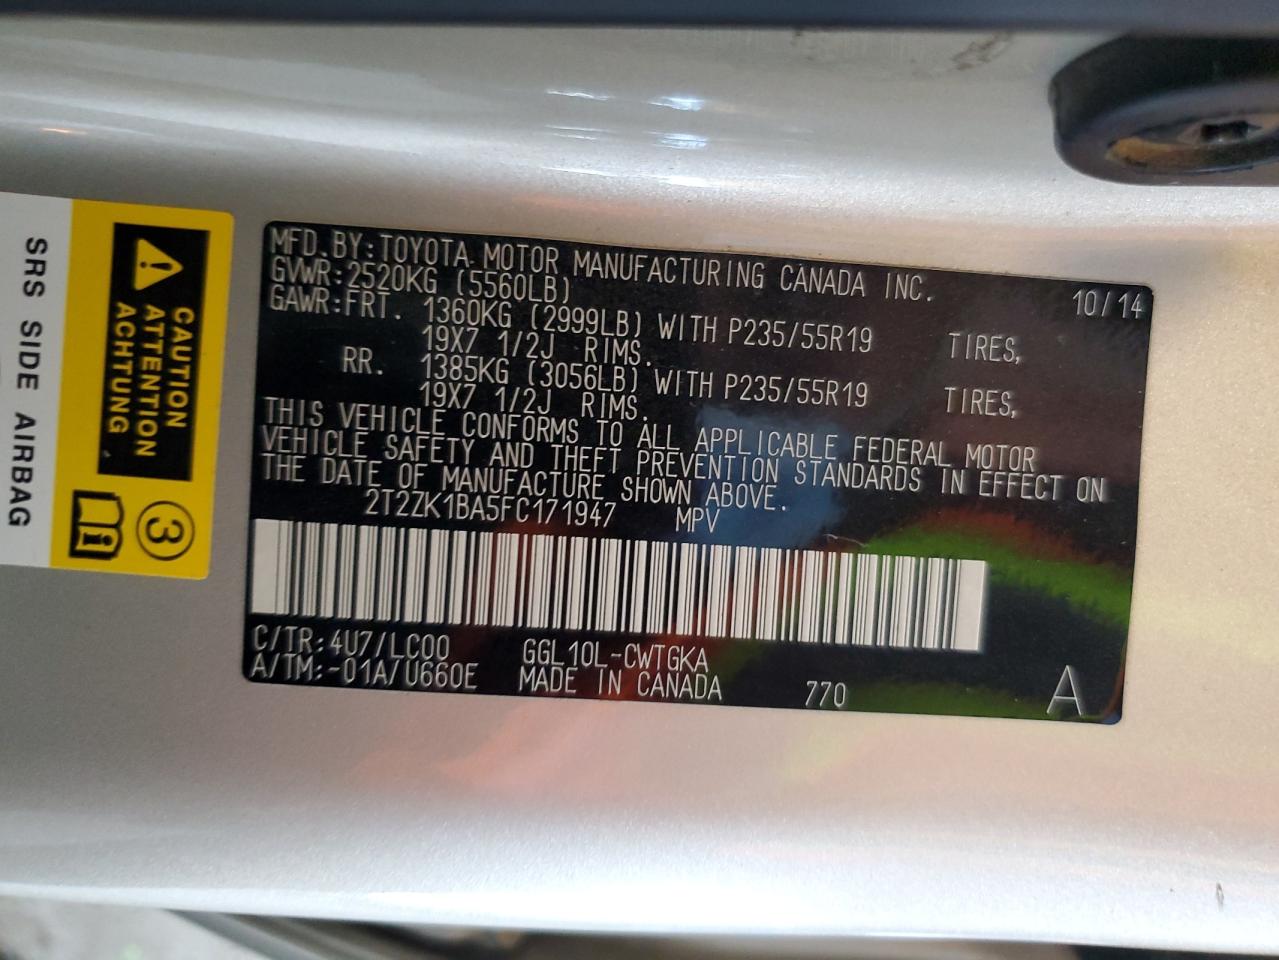 MFD.BY:TOYOTA MOTOR MANUFACTURING CANADA INC. 10/14
GVWR:2520KG (5560LB)
GAWR:FRT. 1360KG (2999LB) WITH P235/55R19 TIRES,
19X7 1/2J RIMS.
RR. 1385KG (3056LB) WITH P235/55R19 TIRES,
19X7 1/2J RIMS.
THIS VEHICLE CONFORMS TO ALL APPLICABLE FEDERAL MOTOR
VEHICLE SAFETY AND THEFT PREVENTION STANDARDS IN EFFECT ON
THE DATE OF MANUFACTURE SHOWN ABOVE.
2T2ZK1BA5FC171947 MPV
C/TR:4U7/LC00 GGL10L-CWTGKA
A/TM:-01A/U660E MADE IN CANADA 770 A
CAUTION
ATTENTION
ACHTUNG
3
SRS SIDE AIRBAG